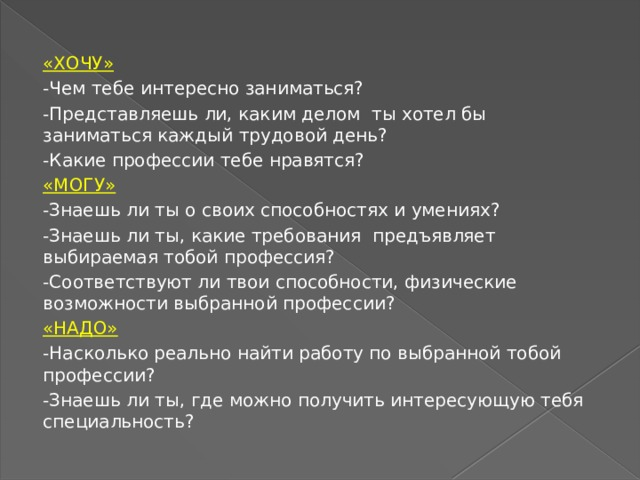 «ХОЧУ»
-Чем тебе интересно заниматься?
-Представляешь ли, каким делом  ты хотел бы
заниматься каждый трудовой день?
-Какие профессии тебе нравятся?
«МОГУ»
-Знаешь ли ты о своих способностях и умениях?
-Знаешь ли ты, какие требования  предъявляет
выбираемая тобой профессия?
-Соответствуют ли твои способности, физические
возможности выбранной профессии?
«НАДО»
-Насколько реально найти работу по выбранной тобой
профессии?
-Знаешь ли ты, где можно получить интересующую тебя
специальность?